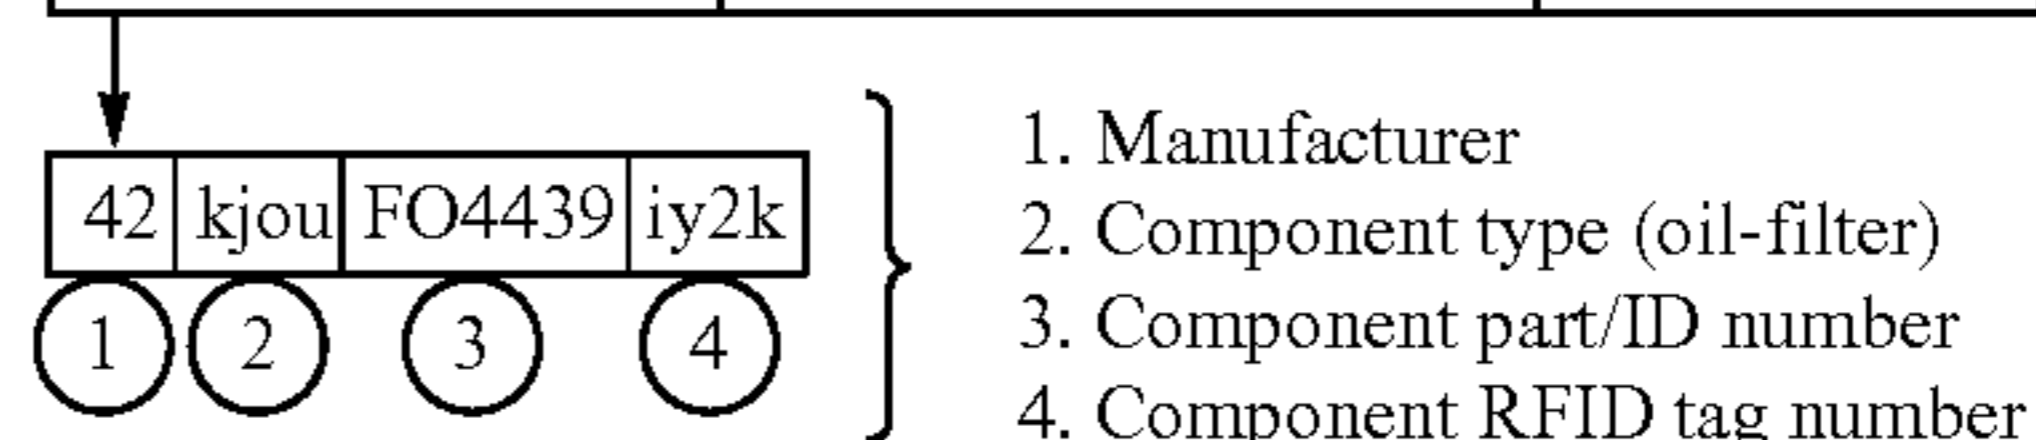 42 kjou FO4439 iy2k
1 2 3 4
1. Manufacturer
2. Component type (oil-filter)
3. Component part/ID number
4. Component RFID tag number